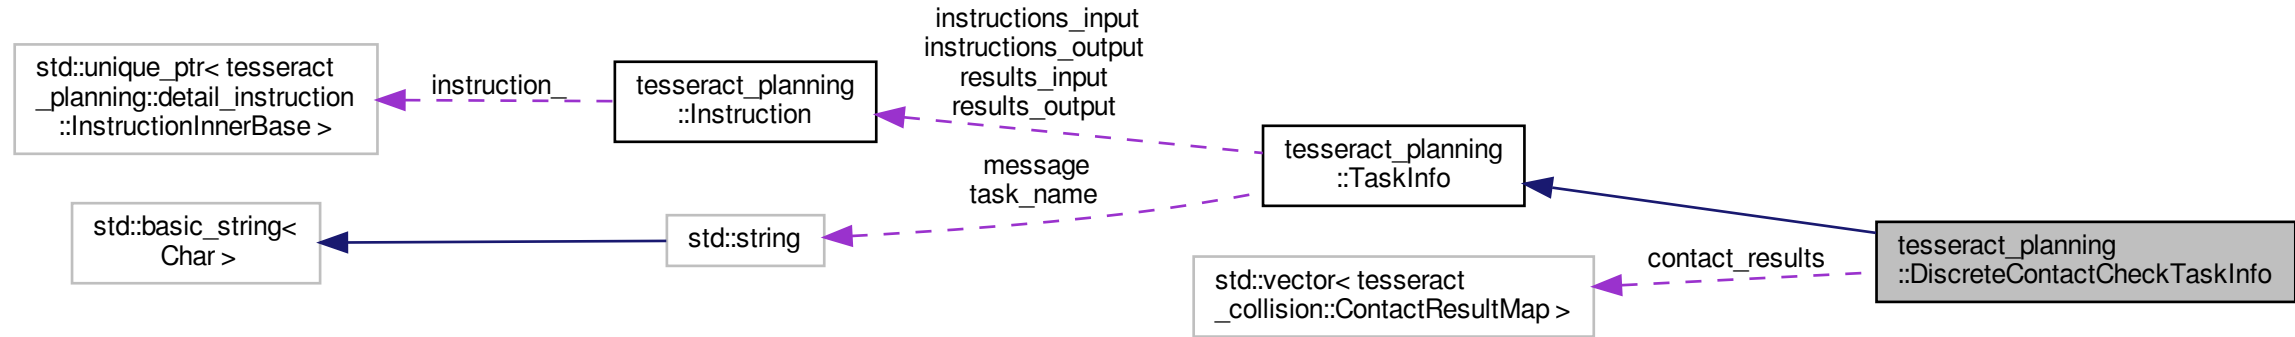 std::unique_ptr< tesseract
_planning::detail_instruction
::InstructionInnerBase >
instruction_
tesseract_planning
::Instruction
instructions_input
instructions_output
results_input
results_output
std::basic_string<
Char >
std::string
message
task_name
tesseract_planning
::TaskInfo
std::vector< tesseract
_collision::ContactResultMap >
contact_results
tesseract_planning
::DiscreteContactCheckTaskInfo